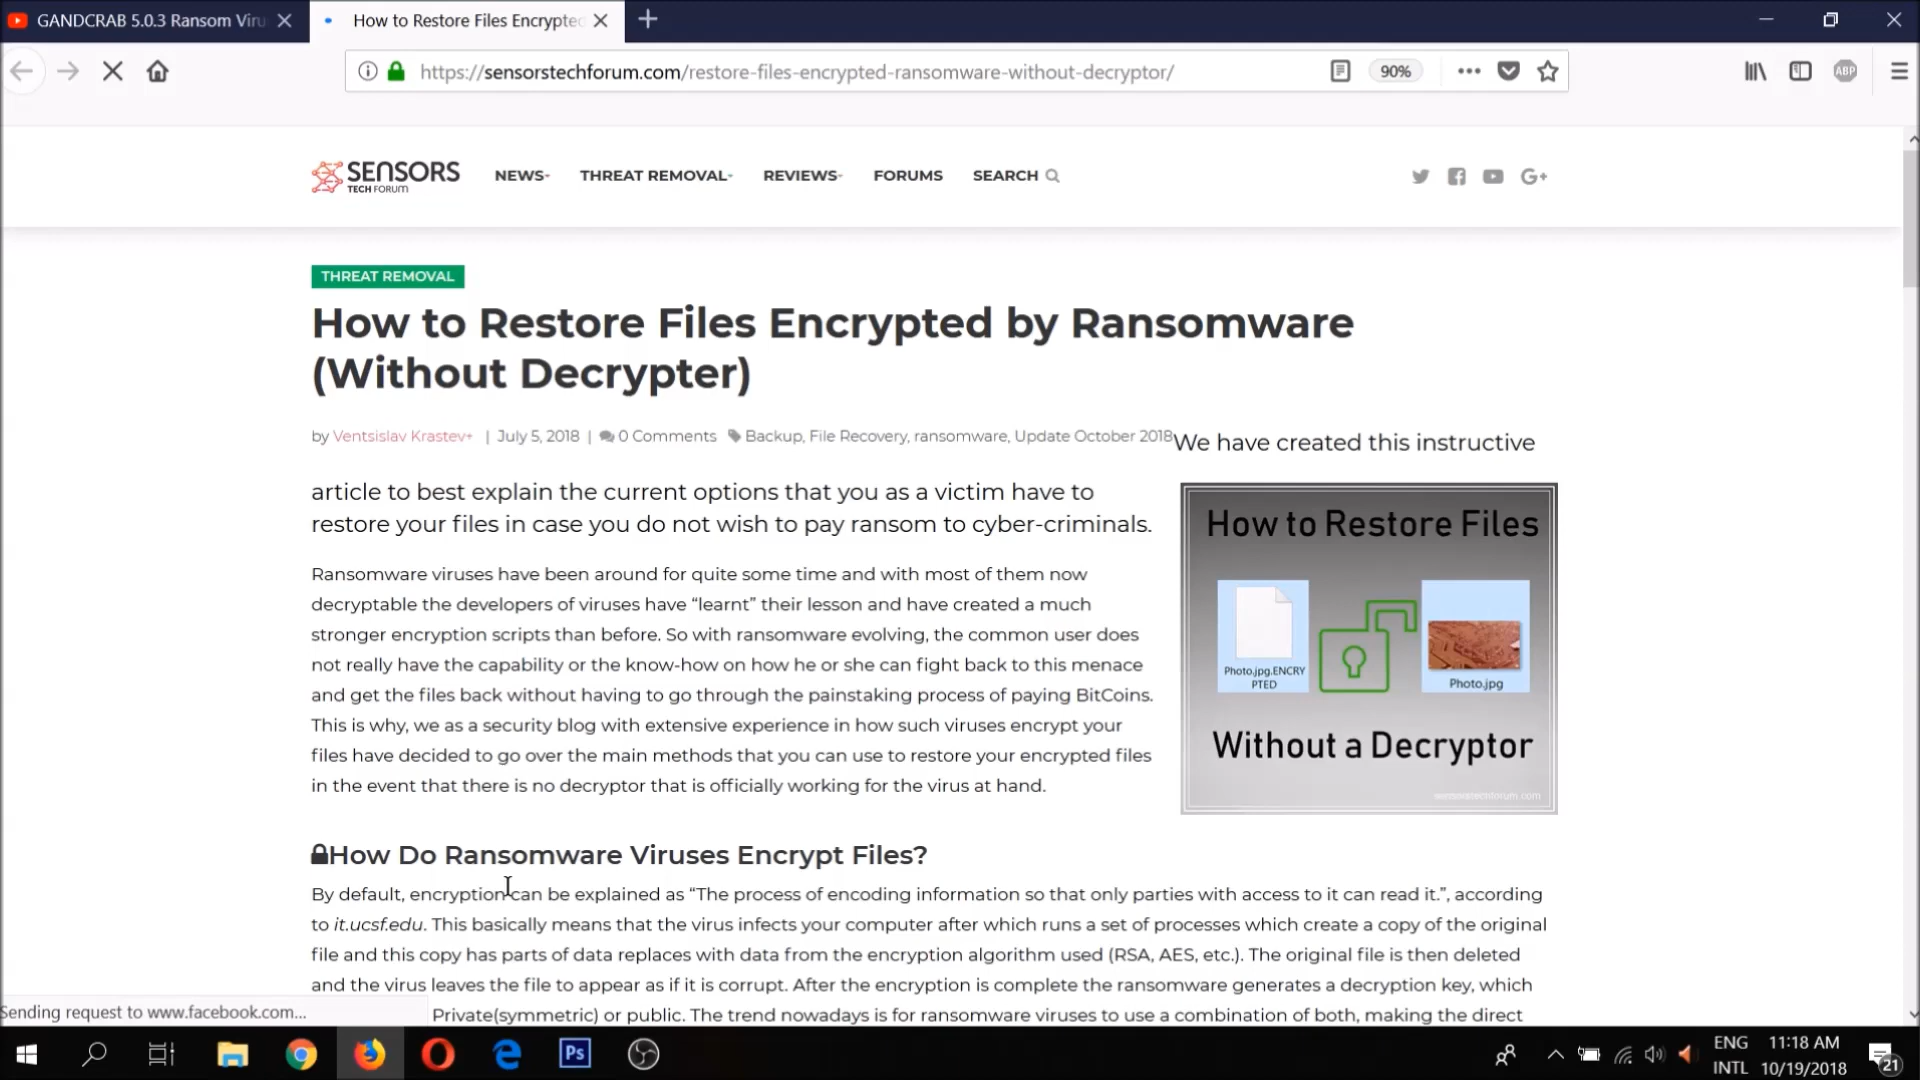 GANDCRAB 5.0.3 Ransom Viru
How to Restore Files Encrypted
https://sensorstechforum.com/restore-files-encrypted-ransomware-without-decryptor/
90%
ABP
SENSORS
TECH FORUM
NEWS
THREAT REMOVAL
REVIEWS
FORUMS
SEARCH
G+
THREAT REMOVAL
How to Restore Files Encrypted by Ransomware
(Without Decrypter)
by Ventsislav Krastev+ | July 5, 2018 | 0 Comments Backup, File Recovery, ransomware, Update October 2018
We have created this instructive
article to best explain the current options that you as a victim have to
restore your files in case you do not wish to pay ransom to cyber-criminals.
Ransomware viruses have been around for quite some time and with most of them now
decryptable the developers of viruses have “learnt” their lesson and have created a much
stronger encryption scripts than before. So with ransomware evolving, the common user does
not really have the capability or the know-how on how he or she can fight back to this menace
and get the files back without having to go through the painstaking process of paying BitCoins.
This is why, we as a security blog with extensive experience in how such viruses encrypt your
files have decided to go over the main methods that you can use to restore your encrypted files
in the event that there is no decryptor that is officially working for the virus at hand.
How to Restore Files
Photo.jpg.ENCRY
PTED
Photo.jpg
Without a Decryptor
sensorstechforum.com
How Do Ransomware Viruses Encrypt Files?
By default, encryption can be explained as “The process of encoding information so that only parties with access to it can read it.”, according
to it.ucsf.edu. This basically means that the virus infects your computer after which runs a set of processes which create a copy of the original
file and this copy has parts of data replaces with data from the encryption algorithm used (RSA, AES, etc.). The original file is then deleted
and the virus leaves the file to appear as if it is corrupt. After the encryption is complete the ransomware generates a decryption key, which
Private(symmetric) or public. The trend nowadays is for ransomware viruses to use a combination of both, making the direct
Sending request to www.facebook.com...
Ps
ENG
INTL
11:18 AM
10/19/2018
21